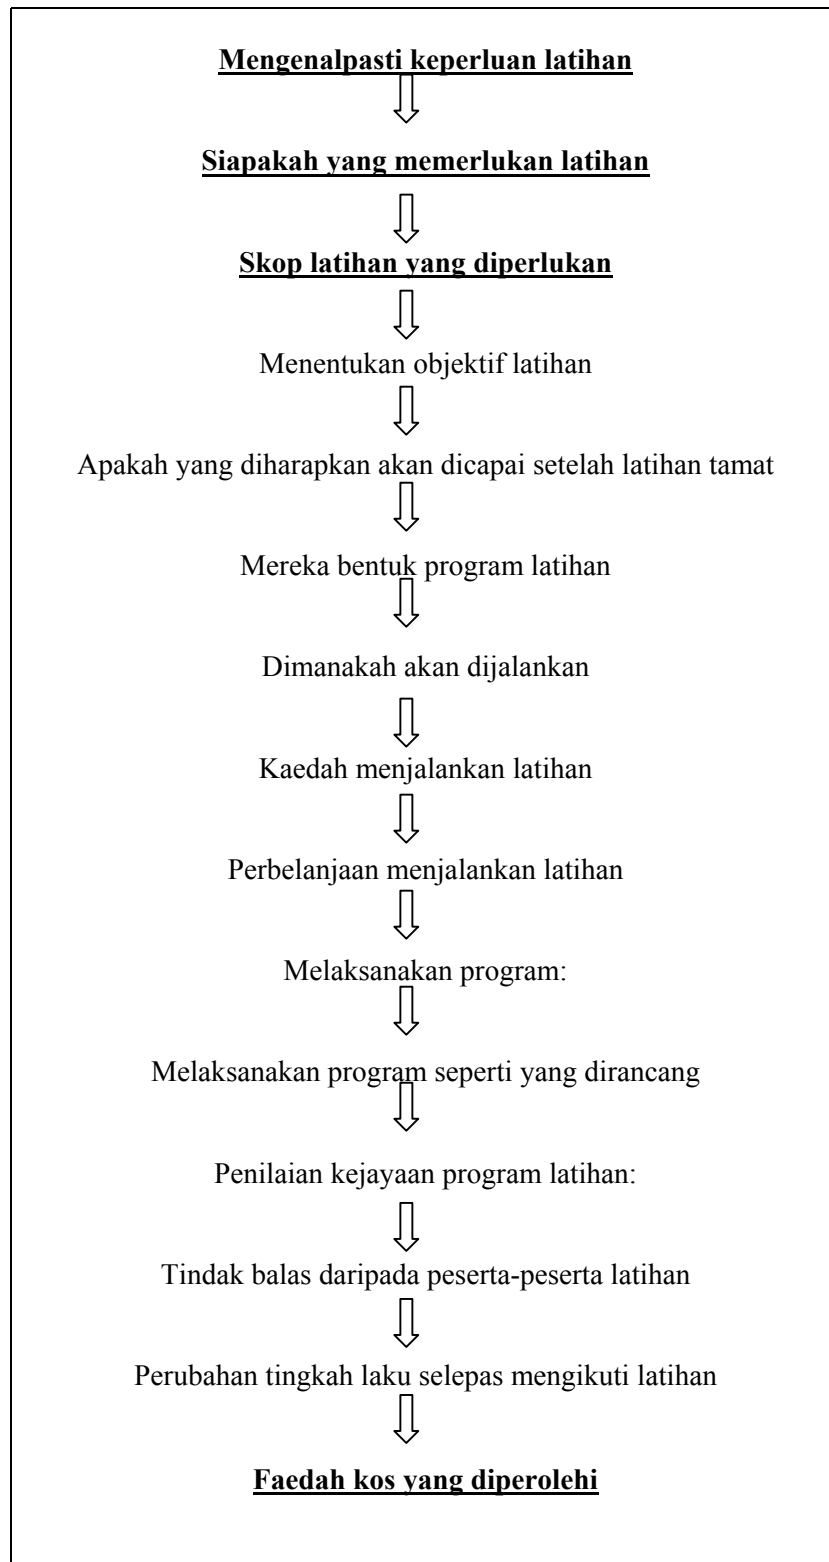 Mengenalpasti keperluan latihan
Siapakah yang memerlukan latihan
Skop latihan yang diperlukan
Menentukan objektif latihan
Apakah yang diharapkan akan dicapai setelah latihan tamat
Mereka bentuk program latihan
Dimanakah akan dijalankan
Kaedah menjalankan latihan
Perbelanjaan menjalankan latihan
Melaksanakan program:
Melaksanakan program seperti yang dirancang
Penilaian kejayaan program latihan:
Tindak balas daripada peserta-peserta latihan
Perubahan tingkah laku selepas mengikuti latihan
Faedah kos yang diperolehi